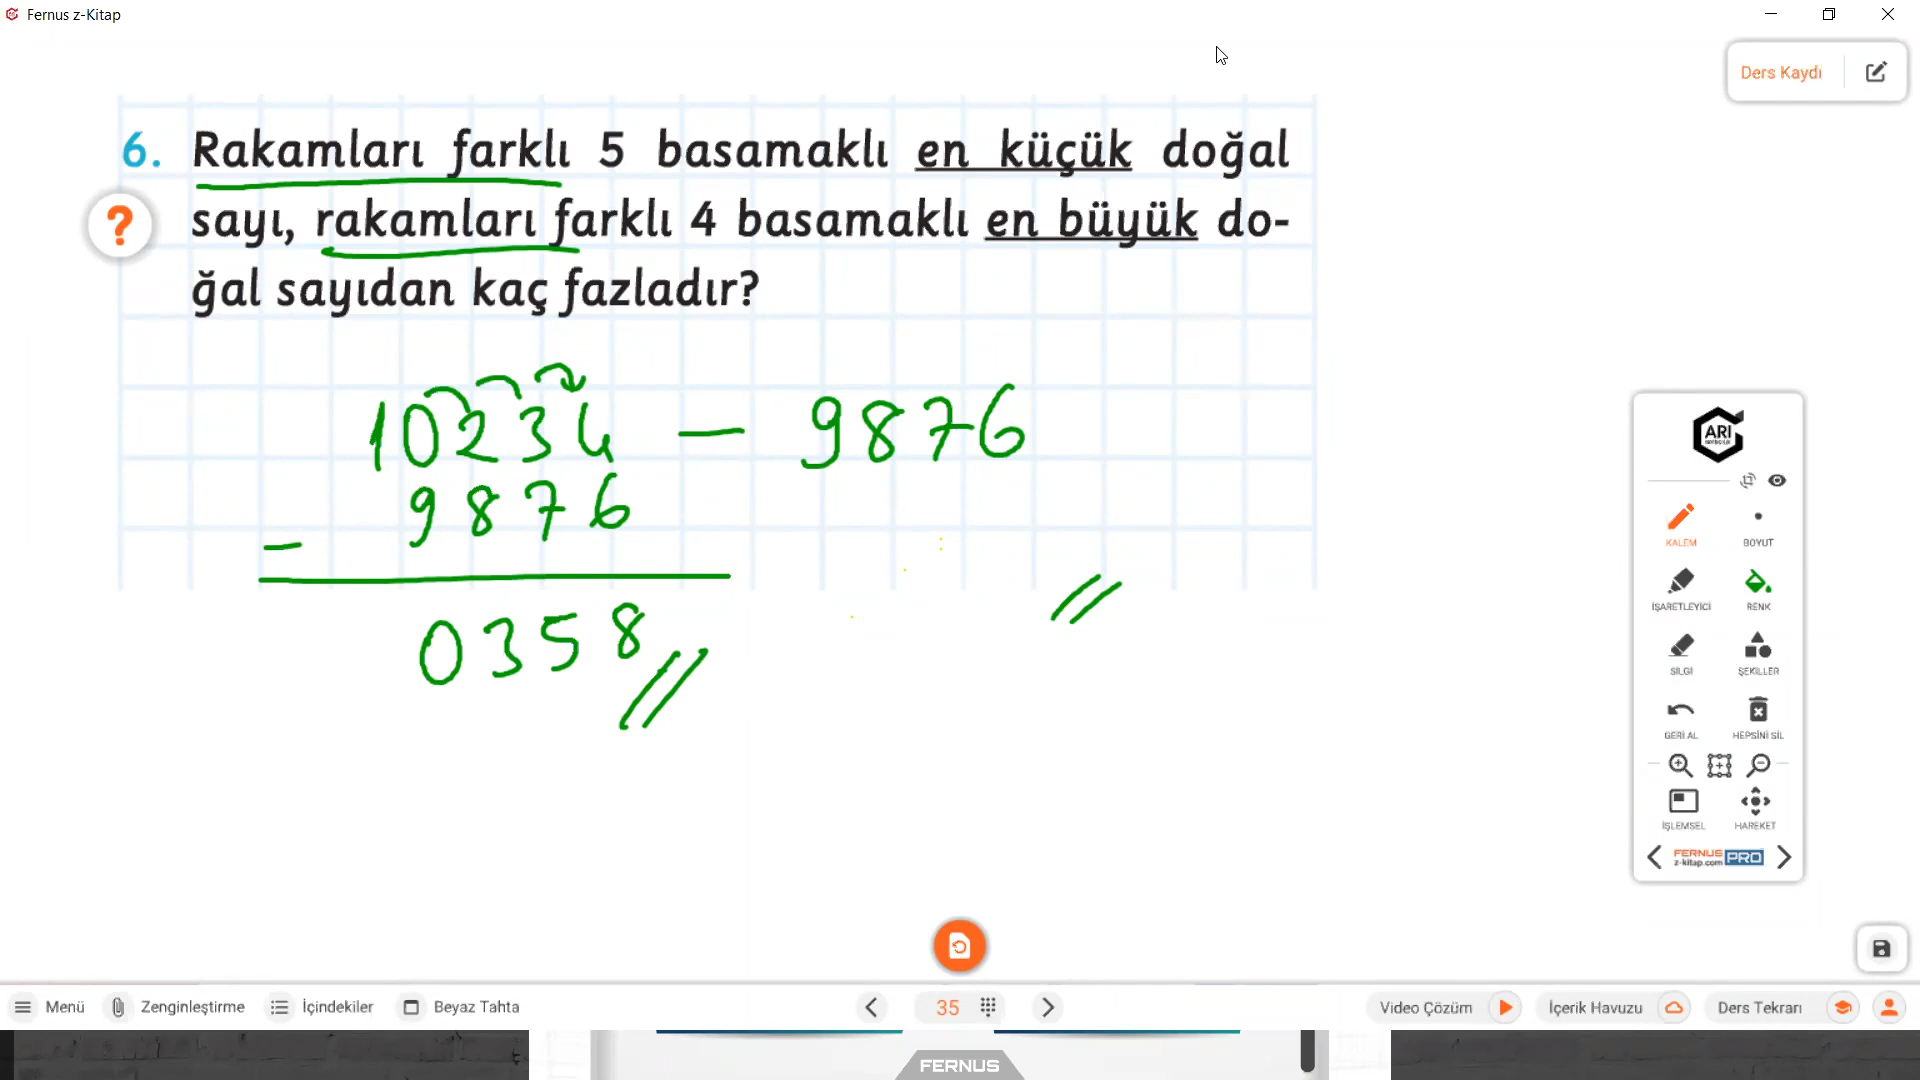 Fernus z-Kitap
Ders Kaydı
6. Rakamları farklı 5 basamaklı en küçük doğal
sayı, rakamları farklı 4 basamaklı en büyük do-
ğal sayıdan kaç fazladır?
?
10234 — 9876
9876
–
0358
ARI
KALEM
BOYUT
İŞARETLEYİCİ
RENK
SİLGİ
ŞEKİLLER
GERİ AL
HEPSİNİ SİL
İŞLEMSEL
HAREKET
FERNUS
z-kitap.com PRO
Menü
Zenginleştirme
İçindekiler
Beyaz Tahta
35
Video Çözüm
İçerik Havuzu
Ders Tekrarı
FERNUS